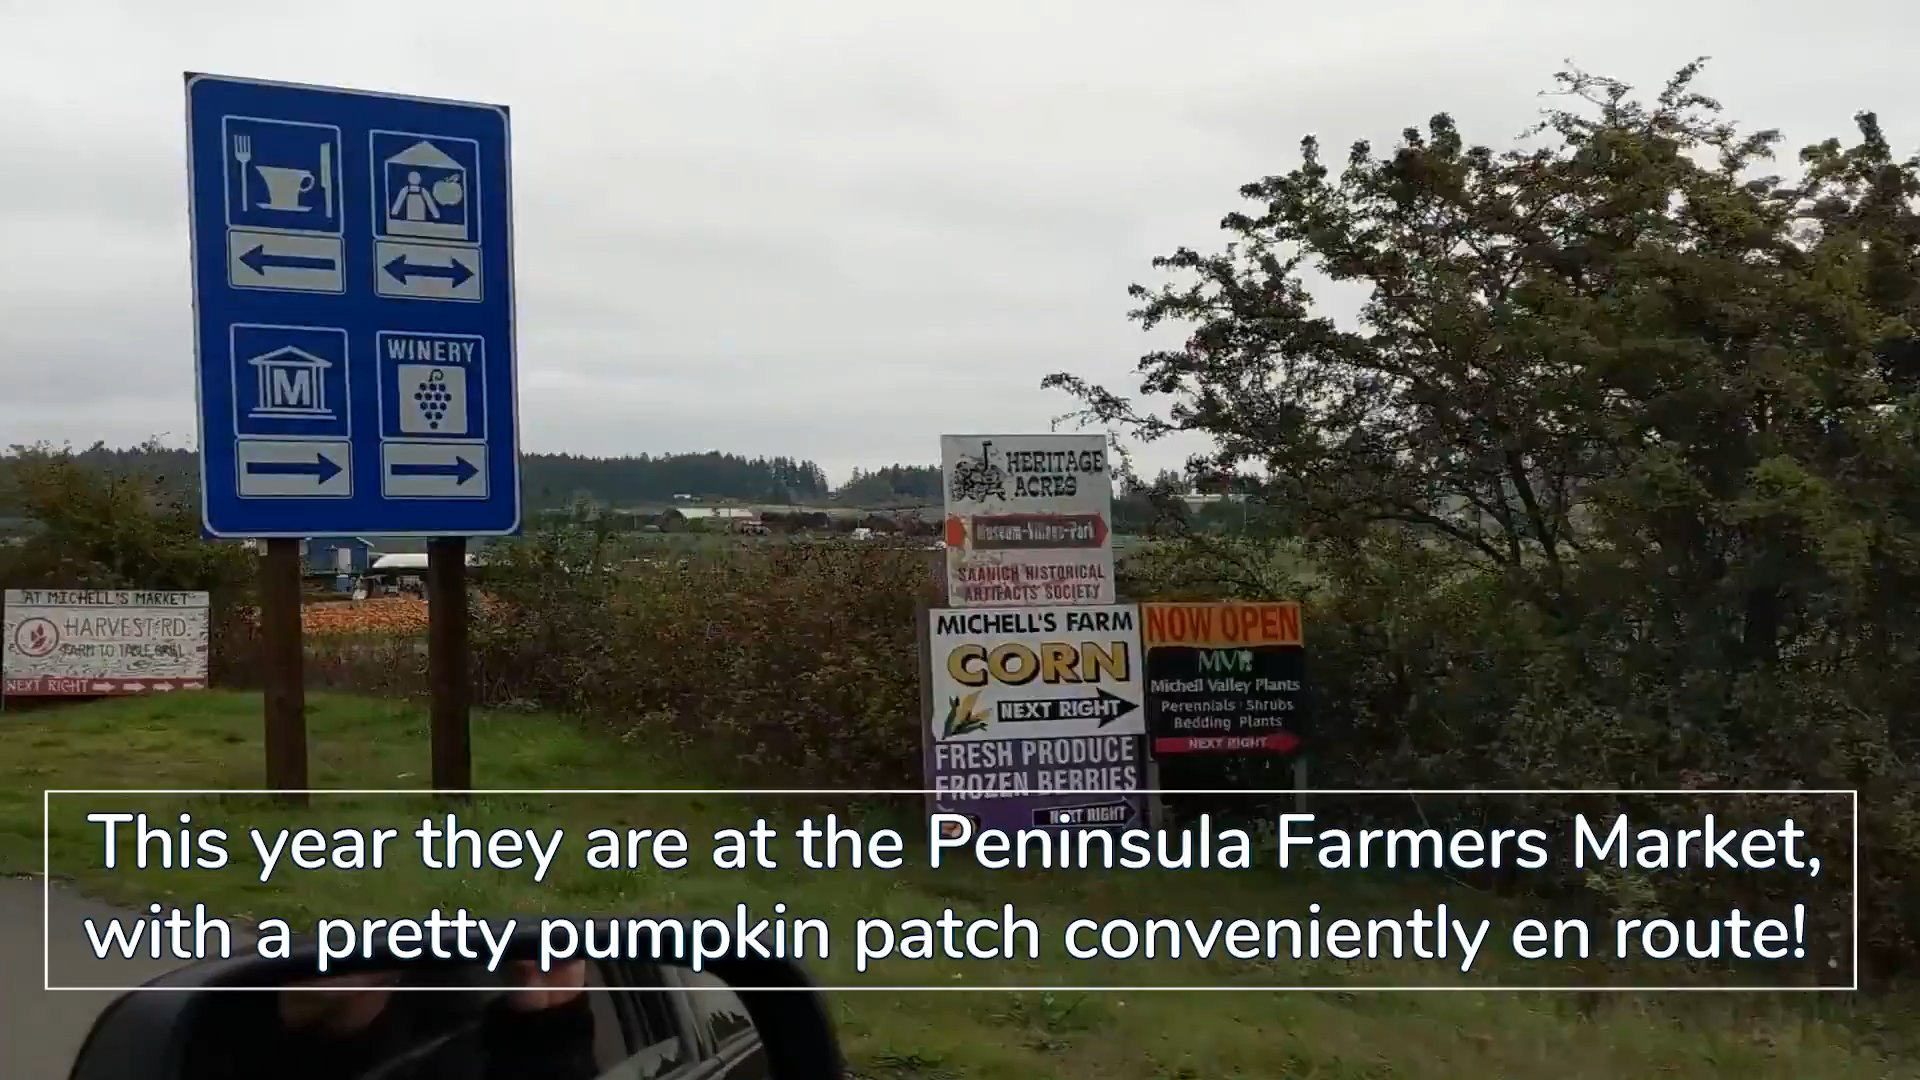 WINERY
M
AT MICHELL'S MARKET
HARVEST RD.
FARM TO TABLE GRILL
NEXT RIGHT
HERITAGE
ACRES
Museum-Village-Park
SAANICH HISTORICAL
ARTIFACTS SOCIETY
MICHELL'S FARM
CORN
NEXT RIGHT
FRESH PRODUCE
FROZEN BERRIES
NEXT RIGHT
NOW OPEN
MVP
Michell Valley Plants
Perennials Shrubs
Bedding Plants
NEXT RIGHT
This year they are at the Peninsula Farmers Market,
with a pretty pumpkin patch conveniently en route!